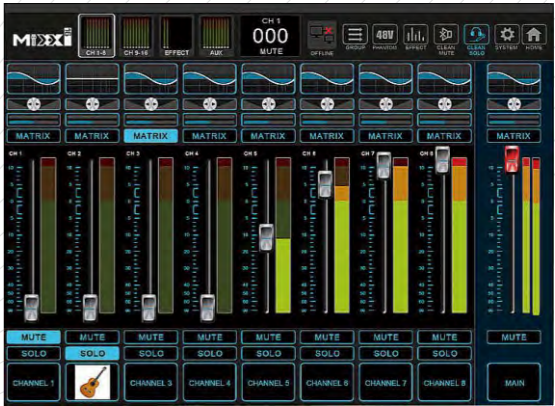 MiXXi
CH 1-8 CH 9-16 EFFECT AUX
CH 1
000
MUTE
OFFLINE
GROUP
48V
PHANTOM
EFFECT
CLEAN
MUTE
CLEAN
SOLO
SYSTEM
HOME
MATRIX MATRIX MATRIX MATRIX MATRIX MATRIX MATRIX MATRIX MATRIX
CH 1 CH 2 CH 3 CH 4 CH 5 CH 6 CH 7 CH 8
MUTE MUTE MUTE MUTE MUTE MUTE MUTE MUTE MUTE
SOLO SOLO SOLO SOLO SOLO SOLO SOLO SOLO
CHANNEL 1 CHANNEL 3 CHANNEL 4 CHANNEL 5 CHANNEL 6 CHANNEL 7 CHANNEL 8 MAIN